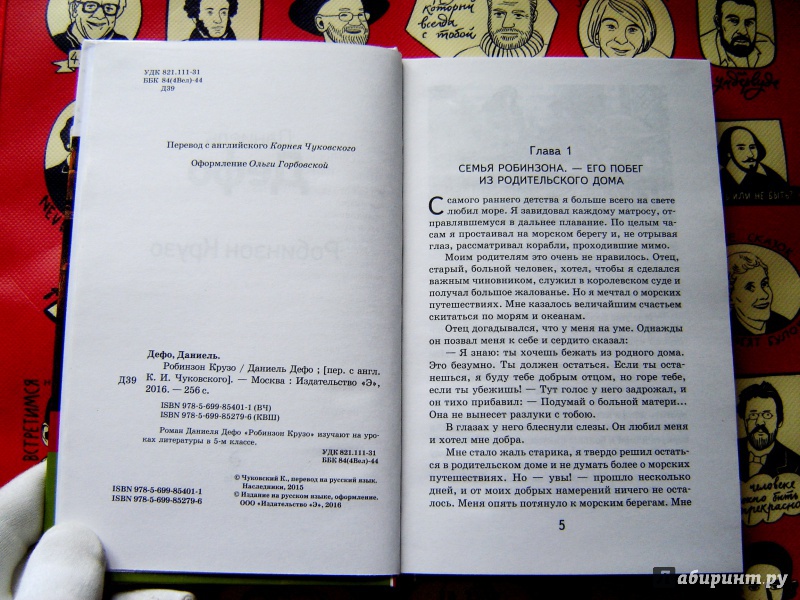 который
всегда
с тобой
УДК 821.111-31
ББК 84(4Вел)-44
Д39
Перевод с английского Корнея Чуковского
Оформление Ольги Горбовской
Робинзон Крузо
Дефо, Даниель.
Робинзон Крузо / Даниель Дефо ; [пер. с англ.
Д39 К. И. Чуковского]. — Москва : Издательство «Э»,
2016. — 256 с.
ISBN 978-5-699-85401-1 (ВЧ)
ISBN 978-5-699-85279-6 (КВШ)
Роман Даниеля Дефо «Робинзон Крузо» изучают на уро-
ках литературы в 5-м классе.
УДК 821.111-31
ББК 84(4Вел)-44
© Чуковский К., перевод на русский язык.
Наследники, 2015
ISBN 978-5-699-85401-1
© Издание на русском языке, оформление.
ISBN 978-5-699-85279-6
ООО «Издательство «Э», 2016
Глава 1
СЕМЬЯ РОБИНЗОНА. — ЕГО ПОБЕГ
ИЗ РОДИТЕЛЬСКОГО ДОМА
С самого раннего детства я больше всего на свете
любил море. Я завидовал каждому матросу, от-
правлявшемуся в дальнее плавание. По целым ча-
сам я простаивал на морском берегу и, не отрывая
глаз, рассматривал корабли, проходившие мимо.
Моим родителям это очень не нравилось. Отец,
старый, больной человек, хотел, чтобы я сделался
важным чиновником, служил в королевском суде и
получал большое жалованье. Но я мечтал о морских
путешествиях. Мне казалось величайшим счастьем
скитаться по морям и океанам.
Отец догадывался, что у меня на уме. Однажды
он позвал меня к себе и сердито сказал:
— Я знаю: ты хочешь бежать из родного дома.
Это безумно. Ты должен остаться. Если ты оста-
нешься, я буду тебе добрым отцом, но горе тебе,
если ты убежишь! — Тут голос у него задрожал, и
он тихо прибавил: — Подумай о больной матери...
Она не вынесет разлуки с тобою.
В глазах у него блеснули слезы. Он любил меня
и хотел мне добра.
Мне стало жаль старика, я твердо решил остать-
ся в родительском доме и не думать более о морских
путешествиях. Но — увы! — прошло несколько
дней, и от моих добрых намерений ничего не оста-
лось. Меня опять потянуло к морским берегам. Мне
5
ИЛИ НЕ БЫТЬ?
ВСТРЕТИМСЯ
человеке
прекрасно
Лабиринт.ру